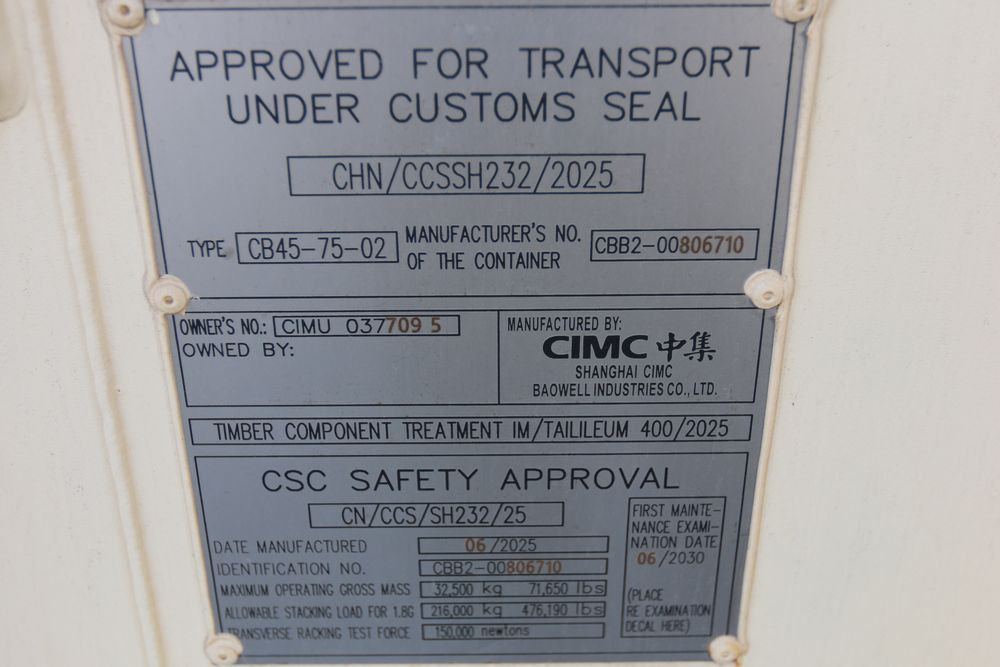 APPROVED FOR TRANSPORT
UNDER CUSTOMS SEAL
CHN/CCSSH232/2025
TYPE CB45-75-02
MANUFACTURER'S NO.
OF THE CONTAINER
CBB2-00806710
OWNER'S NO.: CIMU 037709 5
OWNED BY:
MANUFACTURED BY:
CIMC 中集
SHANGHAI CIMC
BAOWELL INDUSTRIES CO., LTD.
TIMBER COMPONENT TREATMENT IM/TAILILEUM 400/2025
CSC SAFETY APPROVAL
CN/CCS/SH232/25
DATE MANUFACTURED 06/2025
IDENTIFICATION NO. CBB2-00806710
MAXIMUM OPERATING GROSS MASS 32,500 kg 71,650 lbs
ALLOWABLE STACKING LOAD FOR 1.8G 216,000 kg 476,190 lbs
TRANSVERSE RACKING TEST FORCE 150,000 newtons
FIRST MAINTE-
NANCE EXAMI-
NATION DATE
06/2030
(PLACE
RE EXAMINATION
DECAL HERE)